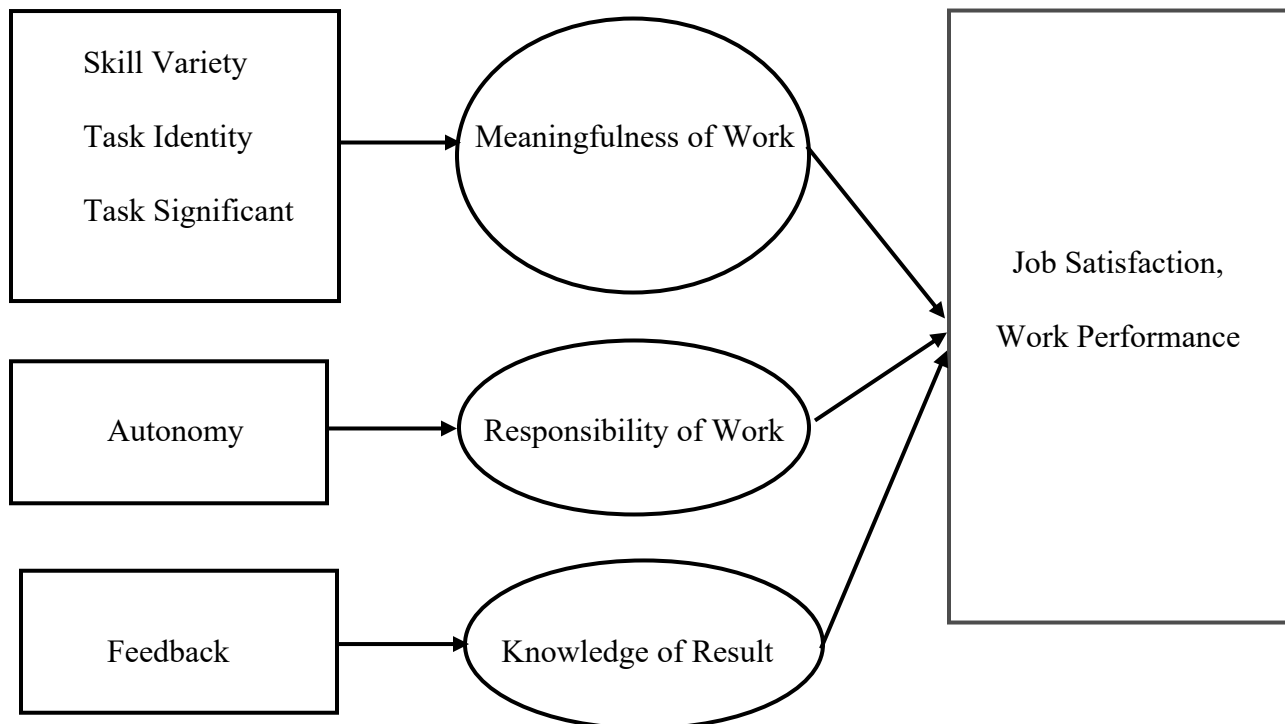 Skill Variety
Task Identity
Task Significant
Meaningfulness of Work
Job Satisfaction,
Work Performance
Autonomy
Responsibility of Work
Feedback
Knowledge of Result